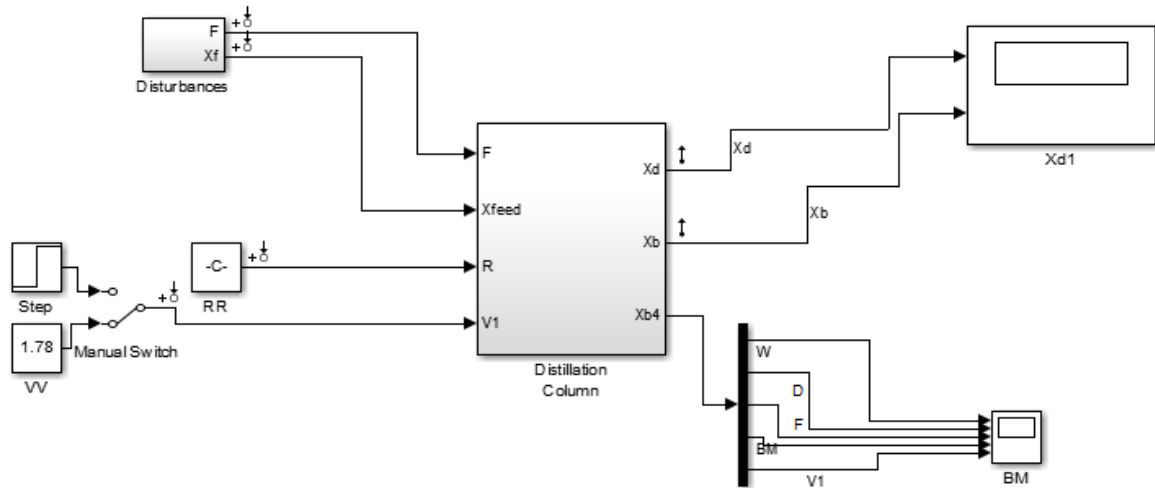 F
Xf
Disturbances
F
Xfeed
R
V1
Xd
Xb
Xb4
Distillation
Column
Xd
Xb
Xd1
Step
1.78
VV
Manual Switch
-C-
RR
W
D
F
BM
V1
BM